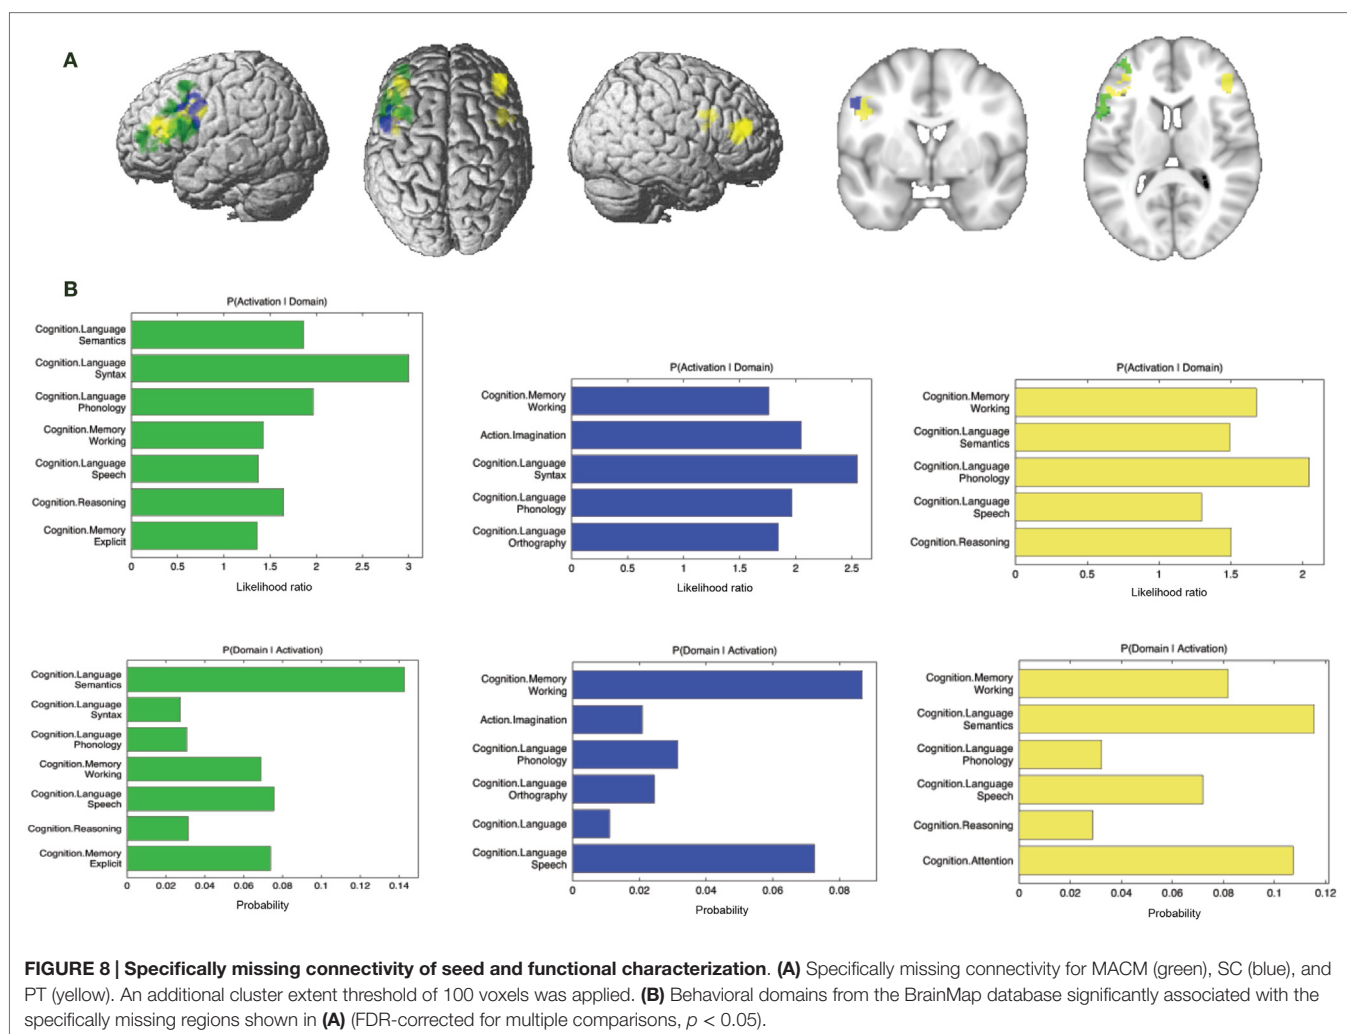 A
B
P(Activation | Domain)
Cognition.Language
Semantics
Cognition.Language
Syntax
Cognition.Language
Phonology
Cognition.Memory
Working
Cognition.Language
Speech
Cognition.Reasoning
Cognition.Memory
Explicit
0 0.5 1 1.5 2 2.5 3
Likelihood ratio
P(Activation | Domain)
Cognition.Memory
Working
Action.Imagination
Cognition.Language
Syntax
Cognition.Language
Phonology
Cognition.Language
Orthography
0 0.5 1 1.5 2 2.5
Likelihood ratio
P(Activation | Domain)
Cognition.Memory
Working
Cognition.Language
Semantics
Cognition.Language
Phonology
Cognition.Language
Speech
Cognition.Reasoning
0 0.5 1 1.5 2
Likelihood ratio
P(Domain | Activation)
Cognition.Language
Semantics
Cognition.Language
Syntax
Cognition.Language
Phonology
Cognition.Memory
Working
Cognition.Language
Speech
Cognition.Reasoning
Cognition.Memory
Explicit
0 0.02 0.04 0.06 0.08 0.1 0.12 0.14
Probability
P(Domain | Activation)
Cognition.Memory
Working
Action.Imagination
Cognition.Language
Phonology
Cognition.Language
Orthography
Cognition.Language
Cognition.Language
Speech
0 0.02 0.04 0.06 0.08
Probability
P(Domain | Activation)
Cognition.Memory
Working
Cognition.Language
Semantics
Cognition.Language
Phonology
Cognition.Language
Speech
Cognition.Reasoning
Cognition.Attention
0 0.02 0.04 0.06 0.08 0.1 0.12
Probability
FIGURE 8 | Specifically missing connectivity of seed and functional characterization. (A) Specifically missing connectivity for MACM (green), SC (blue), and
PT (yellow). An additional cluster extent threshold of 100 voxels was applied. (B) Behavioral domains from the BrainMap database significantly associated with the
specifically missing regions shown in (A) (FDR-corrected for multiple comparisons, p < 0.05).